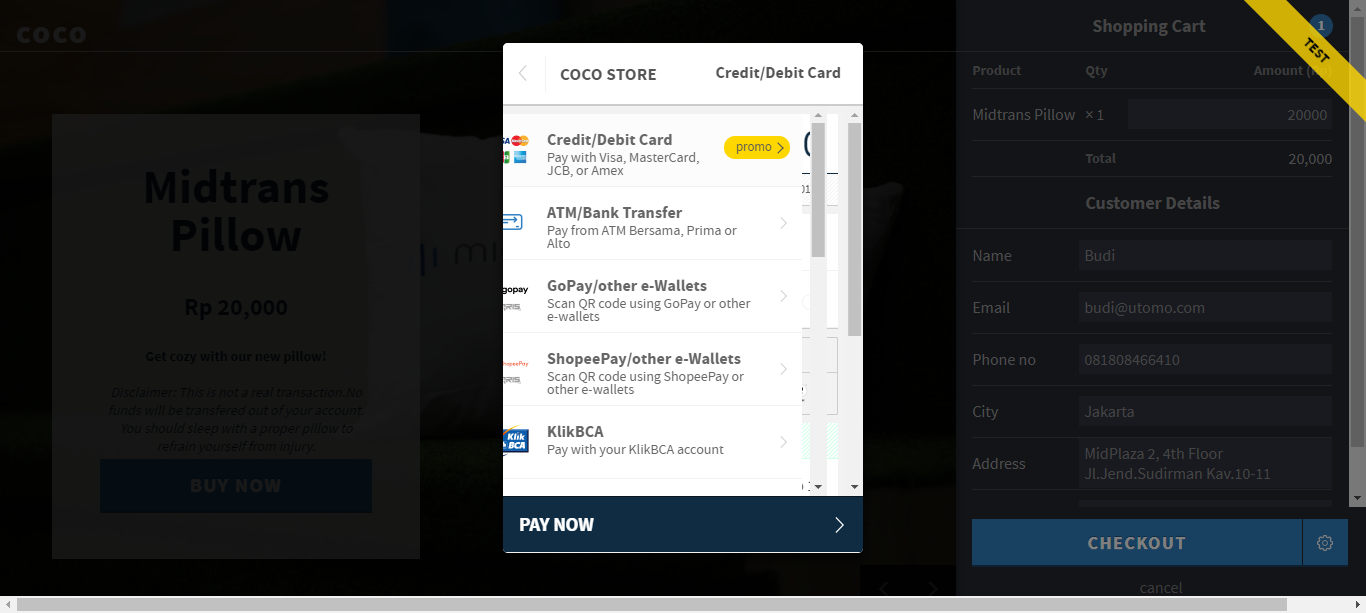 coco
Midtrans
Pillow
Rp 20,000
Get cozy with our new pillow!
Disclaimer: This is not a real transaction.No
funds will be transfered out of your account.
You should sleep with a proper pillow to
refrain yourself from injury.
BUY NOW
COCO STORE
Credit/Debit Card
Credit/Debit Card
Pay with Visa, MasterCard,
JCB, or Amex
promo
ATM/Bank Transfer
Pay from ATM Bersama, Prima or
Alto
gopay
QRIS
GoPay/other e-Wallets
Scan QR code using GoPay or other
e-wallets
ShopeePay
QRIS
ShopeePay/other e-Wallets
Scan QR code using ShopeePay or
other e-wallets
Klik
BCA
KlikBCA
Pay with your KlikBCA account
PAY NOW
Shopping Cart
1
TEST
Product Qty Amount
Midtrans Pillow × 1 20000
Total 20,000
Customer Details
Name Budi
Email budi@utomo.com
Phone no 081808466410
City Jakarta
Address MidPlaza 2, 4th Floor
Jl.Jend.Sudirman Kav.10-11
CHECKOUT
cancel